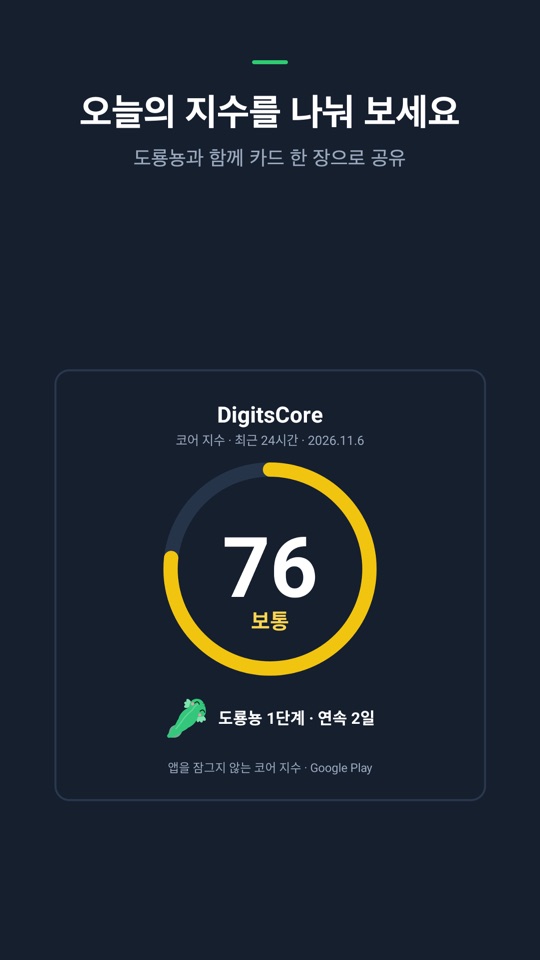 오늘의 지수를 나눠 보세요
도룡뇽과 함께 카드 한 장으로 공유
DigitsCore
코어 지수 · 최근 24시간 · 2026.11.6
76
보통
도룡뇽 1단계 · 연속 2일
앱을 잠그지 않는 코어 지수 · Google Play